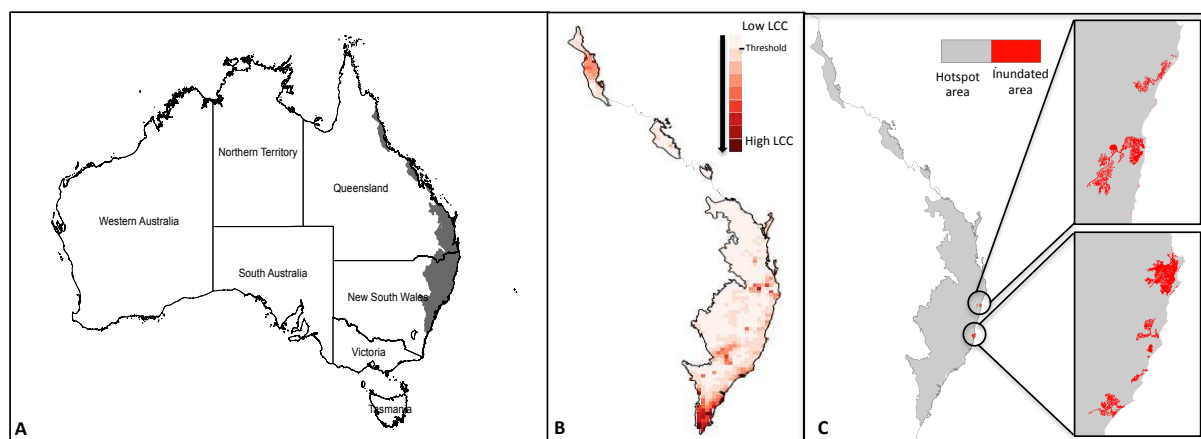 Northern Territory
Queensland
Western Australia
South Australia
New South Wales
Victoria
Tasmania
A
Low LCC
Threshold
High LCC
B
Hotspot
area
İnundated
area
C